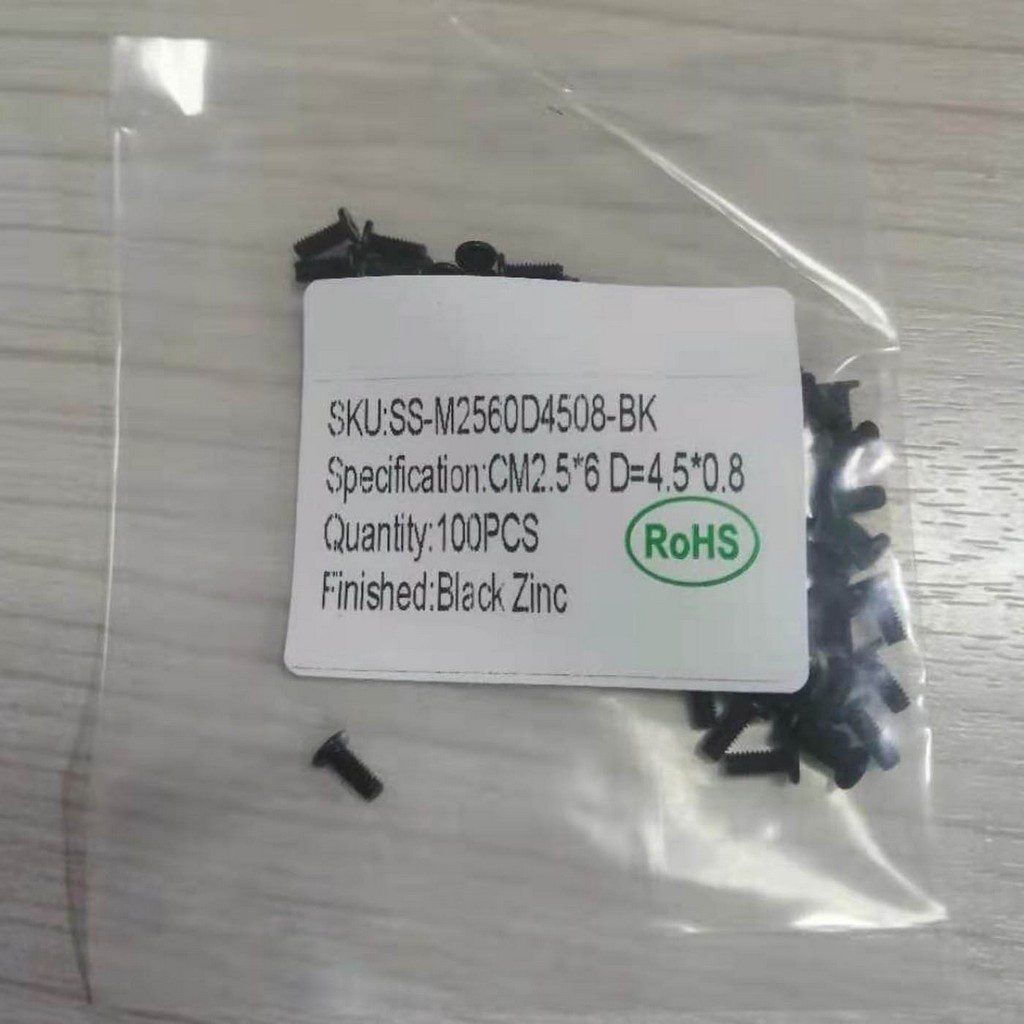 SKU:SS-M2560D4508-BK
Specification:CM2.5*6 D=4.5*0.8
Quantity:100PCS
RoHS
Finished:Black Zinc